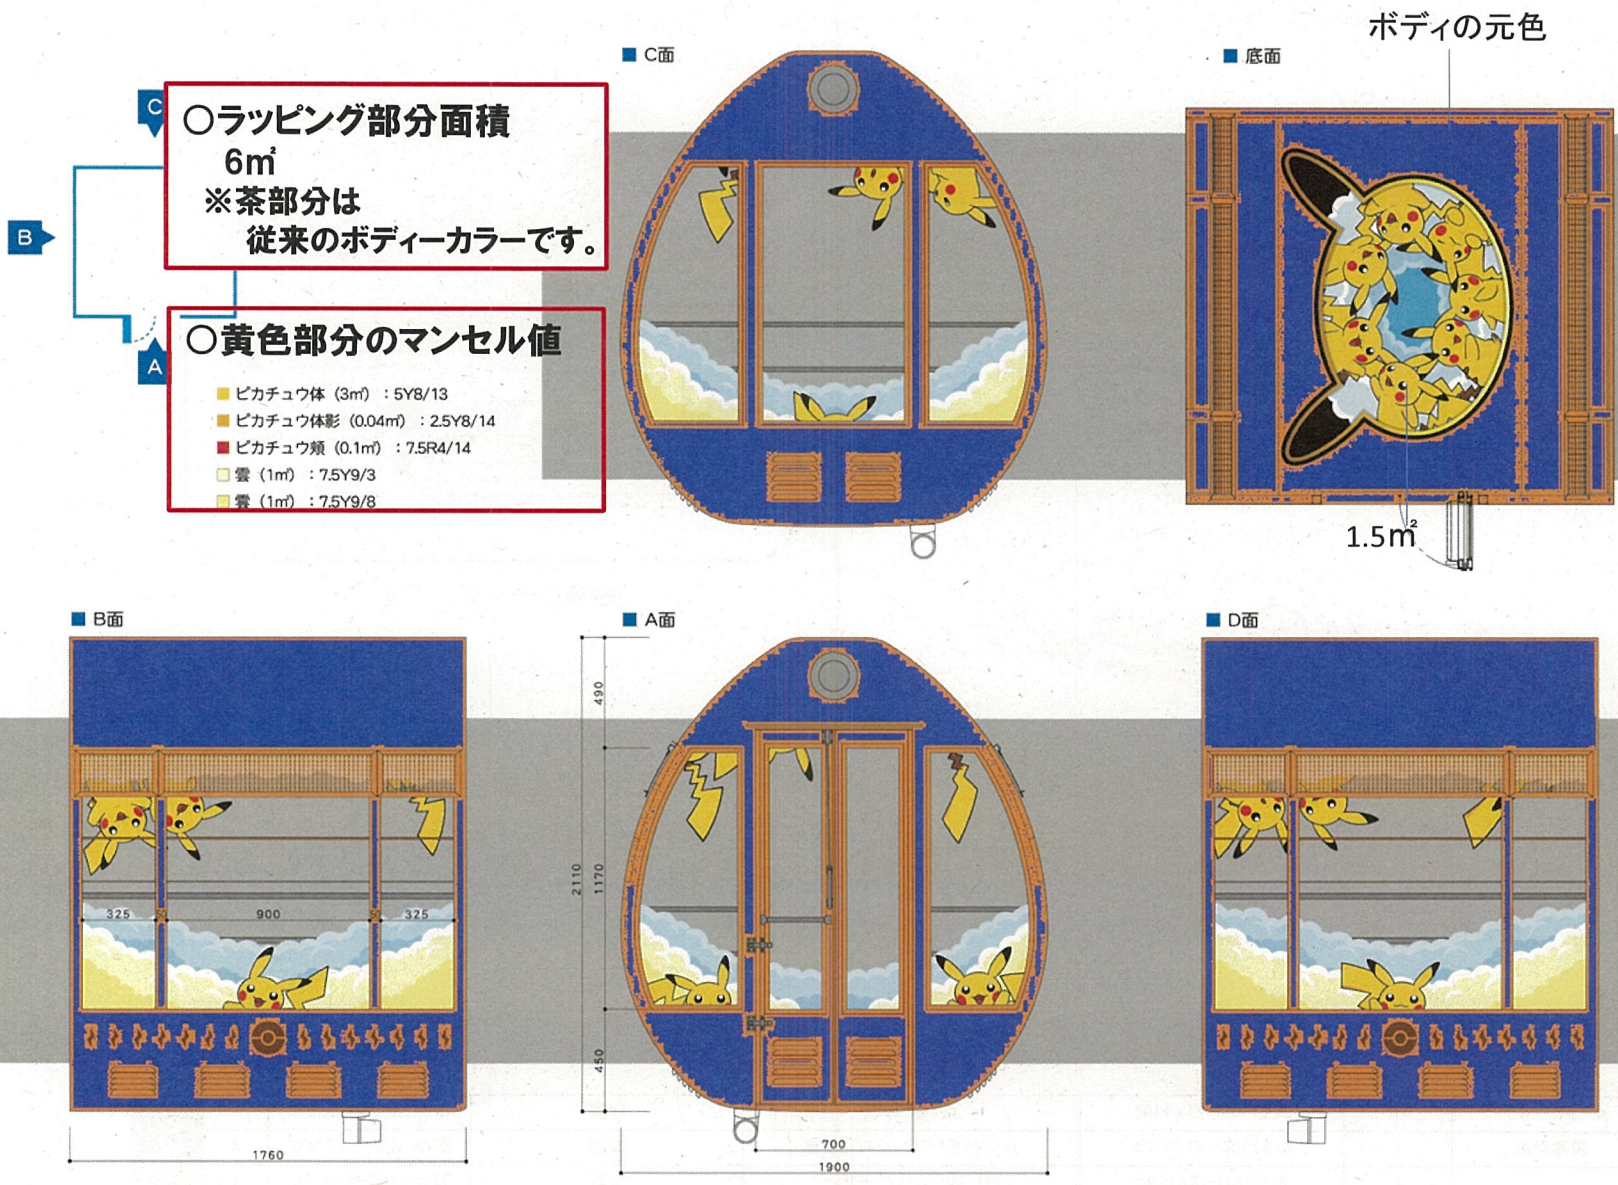 ボディの元色
■ C面
■ 底面
C
○ラッピング部分面積
6㎡
※茶部分は
従来のボディーカラーです。
B
○黄色部分のマンセル値
A
ピカチュウ体（3㎡）：5Y8/13
ピカチュウ体影（0.04㎡）：2.5Y8/14
ピカチュウ頬（0.1㎡）：7.5R4/14
雲（1㎡）：7.5Y9/3
雲（1㎡）：7.5Y9/8
1.5㎡
■ B面
■ A面
■ D面
490
2110
1170
325
50
900
50
325
450
700
1760
1900